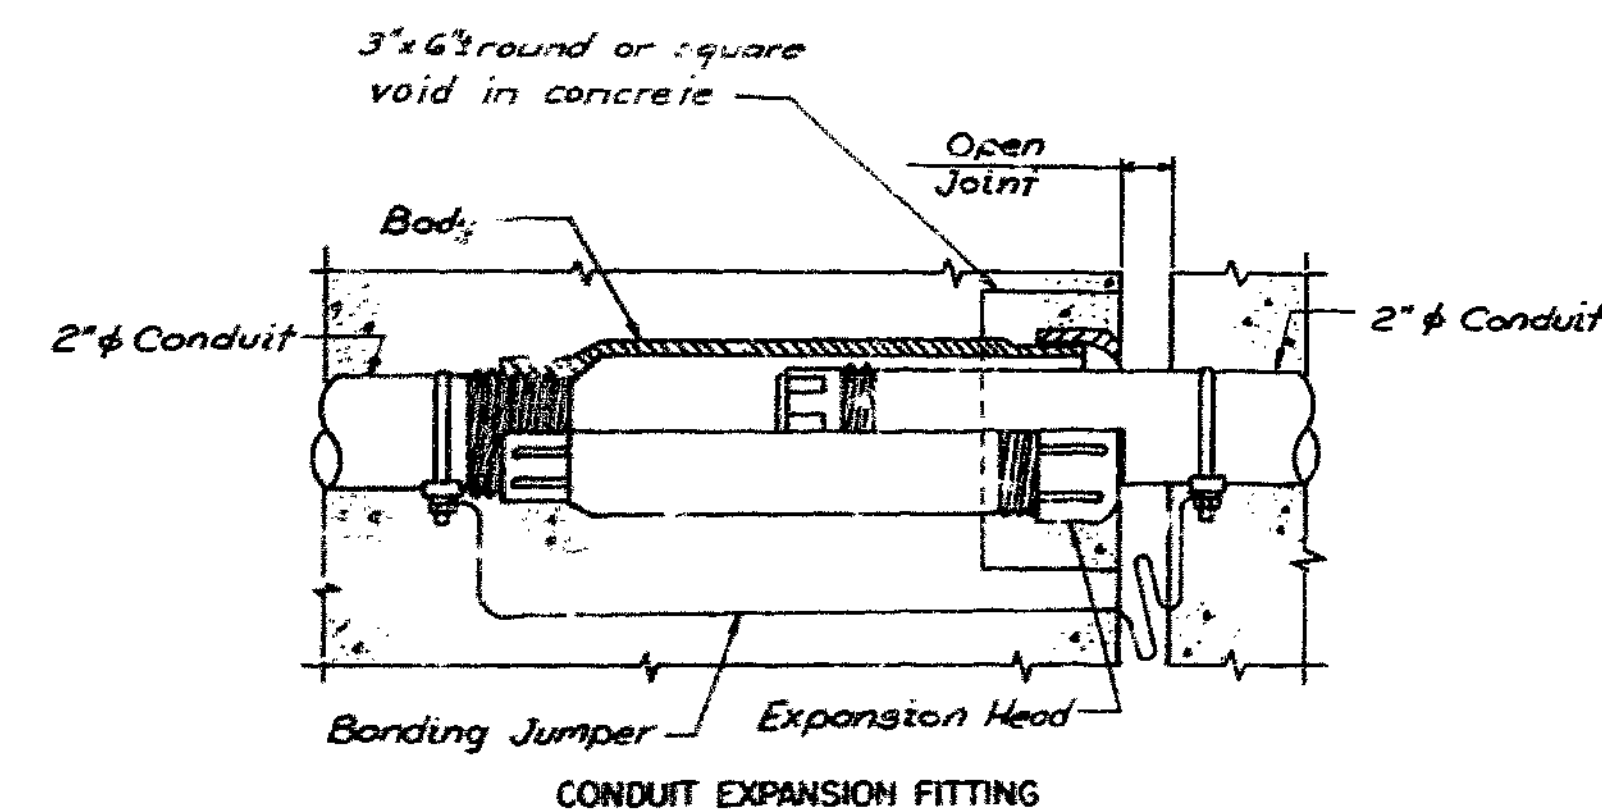 3"x6"± round or square
void in concrete
Open
Joint
Body
2"ϕ Conduit
2"ϕ Conduit
Bonding Jumper
Expansion Head
CONDUIT EXPANSION FITTING